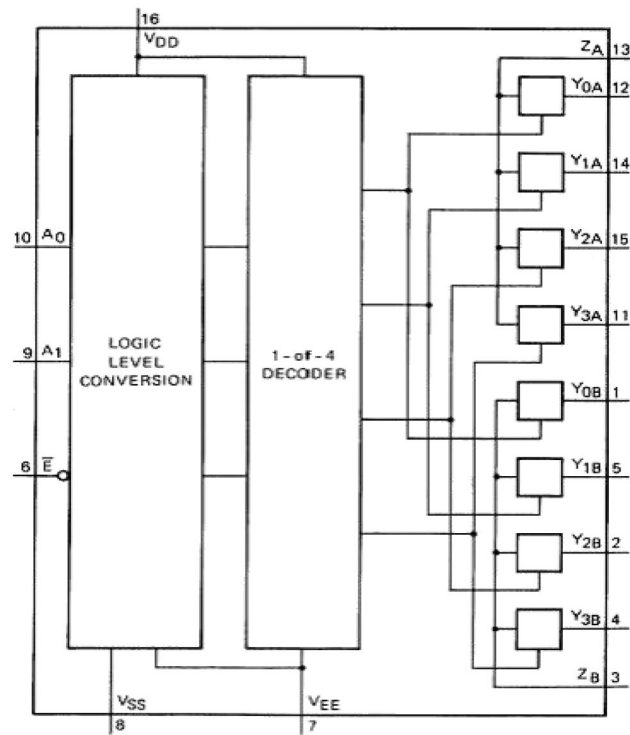 16
VDD
ZA 13
Y0A 12
Y1A 14
10 A0
Y2A 15
Y3A 11
9 A1
LOGIC
LEVEL
CONVERSION
1-of-4
DECODER
Y0B 1
6 E̅
Y1B 5
Y2B 2
Y3B 4
ZB 3
VSS
VEE
8
7